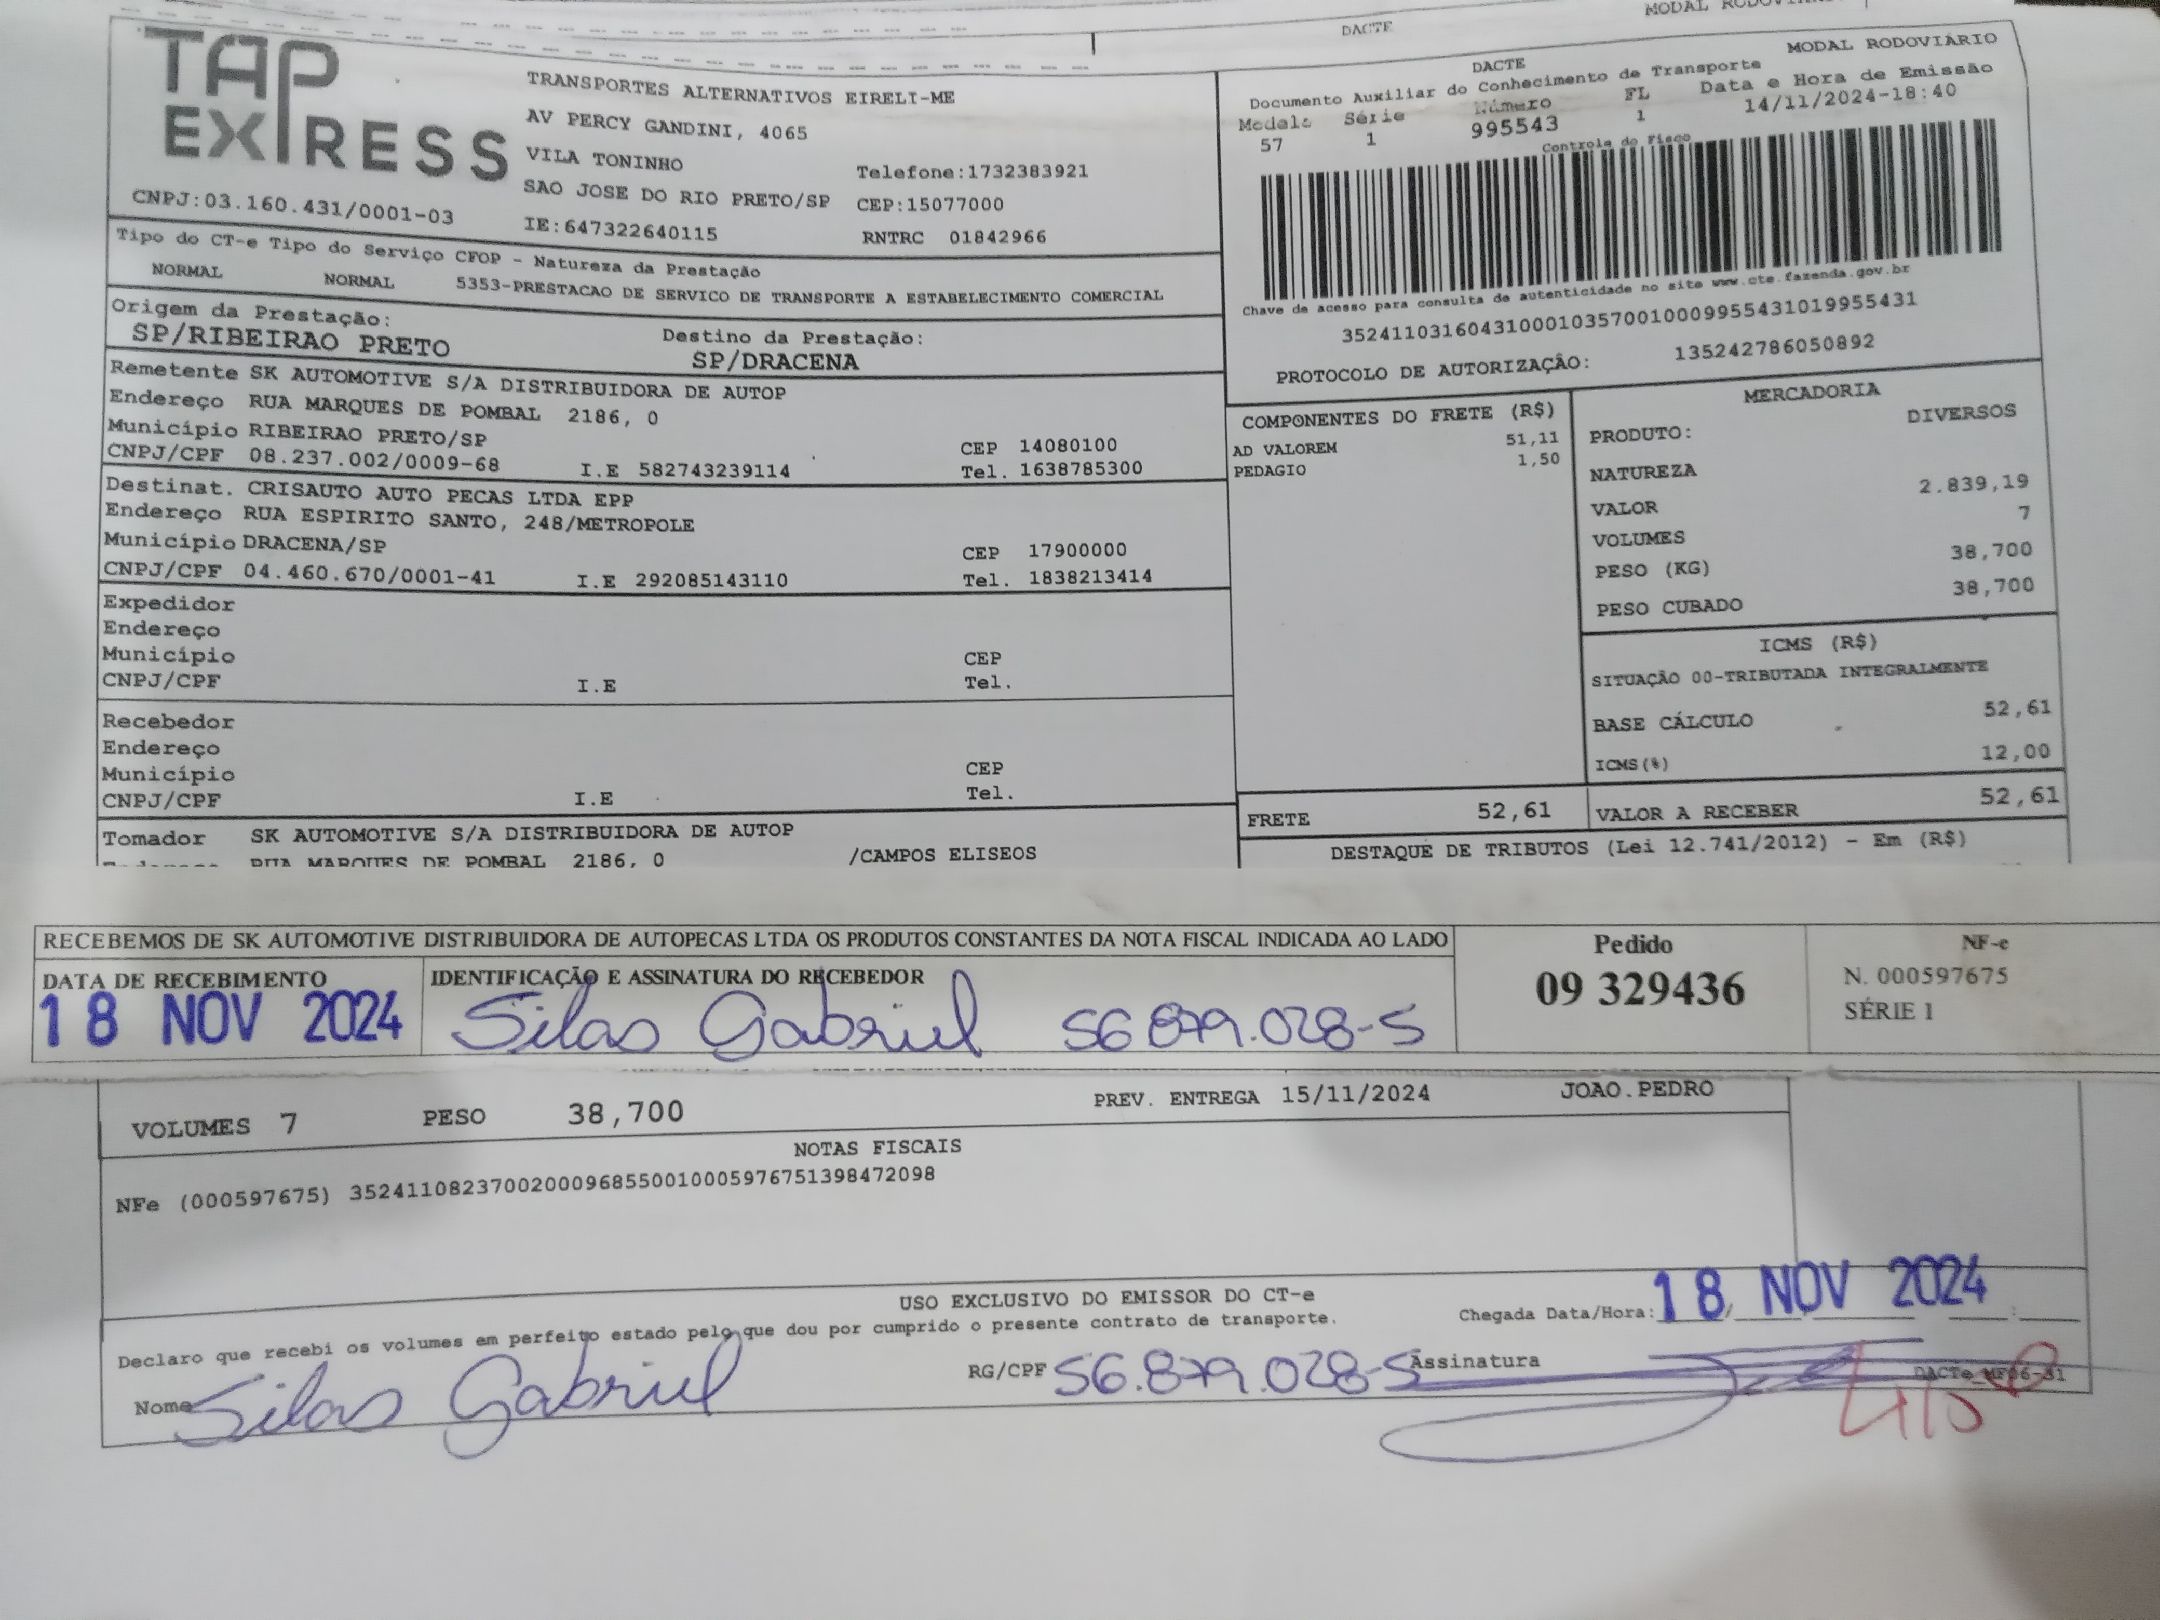 DACTE
MODAL RODOVIÁRIO
TAP EXPRESS
CNPJ:03.160.431/0001-03
TRANSPORTES ALTERNATIVOS EIRELI-ME
AV PERCY GANDINI, 4065
VILA TONINHO Telefone:1732383921
SAO JOSE DO RIO PRETO/SP CEP:15077000
IE:647322640115 RNTRC 01842966
DACTE MODAL RODOVIÁRIO
Documento Auxiliar do Conhecimento de Transporte
Modelo Série Número FL Data e Hora de Emissão
57 1 995543 1 14/11/2024-18:40
Controle do Fisco
Chave de acesso para consulta de autenticidade no site www.cte.fazenda.gov.br
35241103160431000103570010009955431019955431
PROTOCOLO DE AUTORIZAÇÃO: 135242786050892
Tipo do CT-e Tipo do Serviço CFOP - Natureza da Prestação
NORMAL NORMAL 5353-PRESTACAO DE SERVICO DE TRANSPORTE A ESTABELECIMENTO COMERCIAL
Origem da Prestação: Destino da Prestação:
SP/RIBEIRAO PRETO SP/DRACENA
Remetente SK AUTOMOTIVE S/A DISTRIBUIDORA DE AUTOP
Endereço RUA MARQUES DE POMBAL 2186, 0
Município RIBEIRAO PRETO/SP CEP 14080100
CNPJ/CPF 08.237.002/0009-68 I.E 582743239114 Tel. 1638785300
Destinat. CRISAUTO AUTO PECAS LTDA EPP
Endereço RUA ESPIRITO SANTO, 248/METROPOLE
Município DRACENA/SP CEP 17900000
CNPJ/CPF 04.460.670/0001-41 I.E 292085143110 Tel. 1838213414
Expedidor
Endereço
Município CEP
CNPJ/CPF I.E Tel.
Recebedor
Endereço
Município CEP
CNPJ/CPF I.E Tel.
Tomador SK AUTOMOTIVE S/A DISTRIBUIDORA DE AUTOP
Endereço RUA MARQUES DE POMBAL 2186, 0 /CAMPOS ELISEOS
COMPONENTES DO FRETE (R$)
AD VALOREM 51,11
PEDAGIO 1,50
MERCADORIA
PRODUTO: DIVERSOS
NATUREZA
VALOR 2.839,19
VOLUMES 7
PESO (KG) 38,700
PESO CUBADO 38,700
ICMS (R$)
SITUAÇÃO 00-TRIBUTADA INTEGRALMENTE
BASE CÁLCULO 52,61
ICMS(%) 12,00
FRETE 52,61 VALOR A RECEBER 52,61
DESTAQUE DE TRIBUTOS (Lei 12.741/2012) - Em (R$)
RECEBEMOS DE SK AUTOMOTIVE DISTRIBUIDORA DE AUTOPECAS LTDA OS PRODUTOS CONSTANTES DA NOTA FISCAL INDICADA AO LADO
DATA DE RECEBIMENTO IDENTIFICAÇÃO E ASSINATURA DO RECEBEDOR
18 NOV 2024 Silas Gabriel 56.879.028-5
Pedido
09 329436
NF-e
N. 000597675
SÉRIE 1
VOLUMES 7 PESO 38,700 PREV. ENTREGA 15/11/2024 JOAO.PEDRO
NOTAS FISCAIS
NFe (000597675) 35241108237002000968550010005976751398472098
USO EXCLUSIVO DO EMISSOR DO CT-e
Chegada Data/Hora: 18 NOV 2024
Declaro que recebi os volumes em perfeito estado pelo que dou por cumprido o presente contrato de transporte.
Nome Silas Gabriel RG/CPF 56.879.028-5 Assinatura